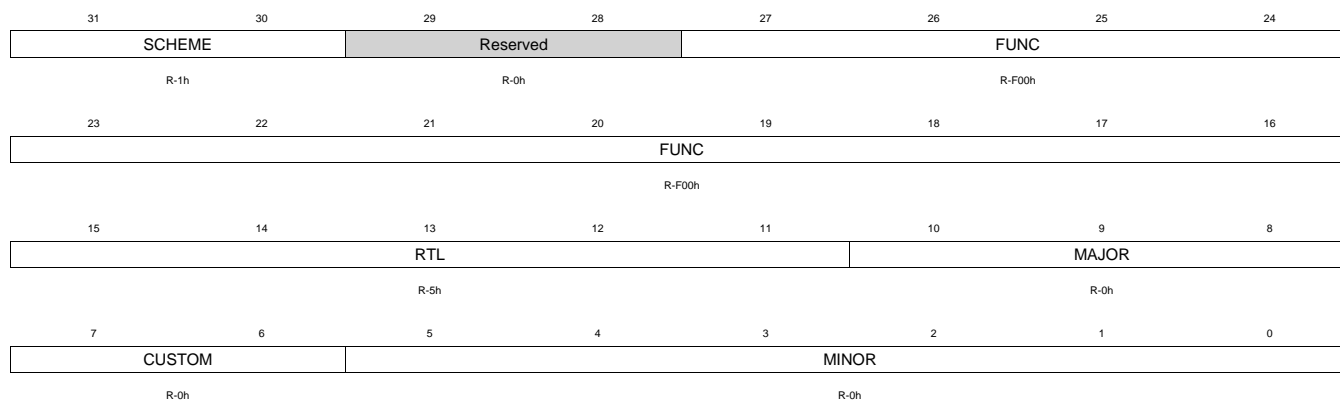 31 30 29 28 27 26 25 24
SCHEME Reserved FUNC
R-1h R-0h R-F00h
23 22 21 20 19 18 17 16
FUNC
R-F00h
15 14 13 12 11 10 9 8
RTL MAJOR
R-5h R-0h
7 6 5 4 3 2 1 0
CUSTOM MINOR
R-0h R-0h